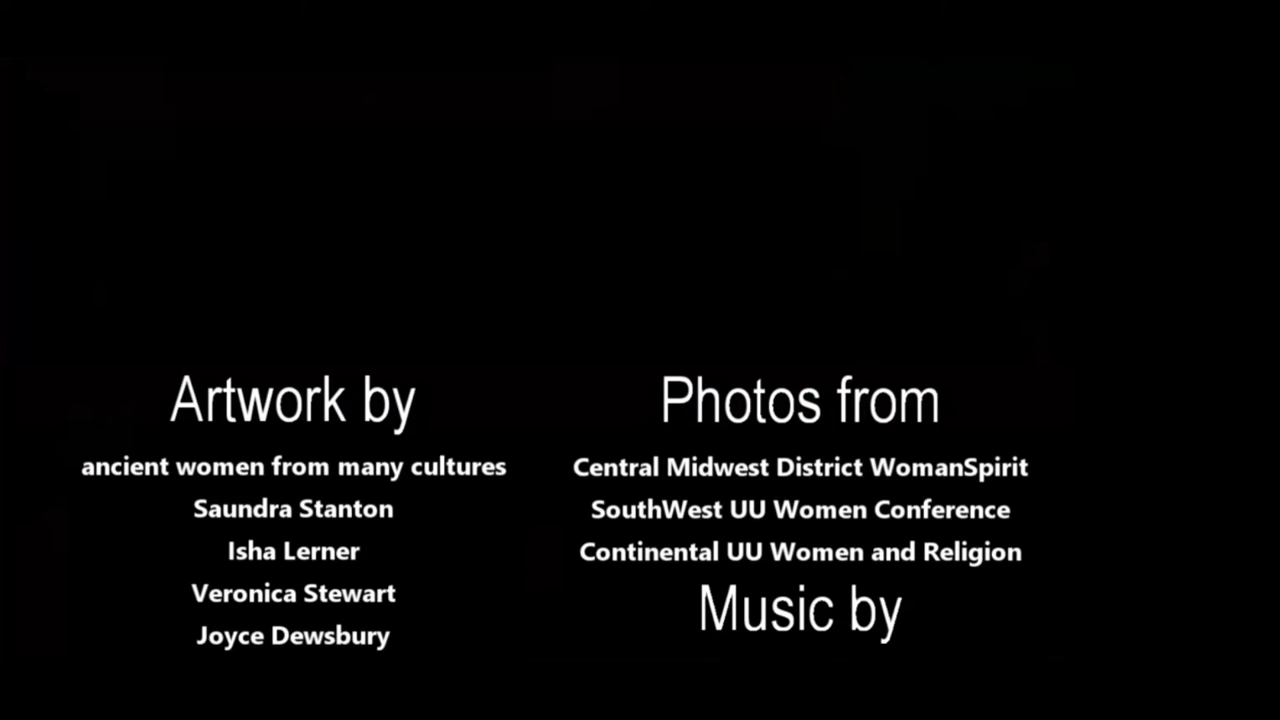 Artwork by
ancient women from many cultures
Saundra Stanton
Isha Lerner
Veronica Stewart
Joyce Dewsbury
Photos from
Central Midwest District WomanSpirit
SouthWest UU Women Conference
Continental UU Women and Religion
Music by